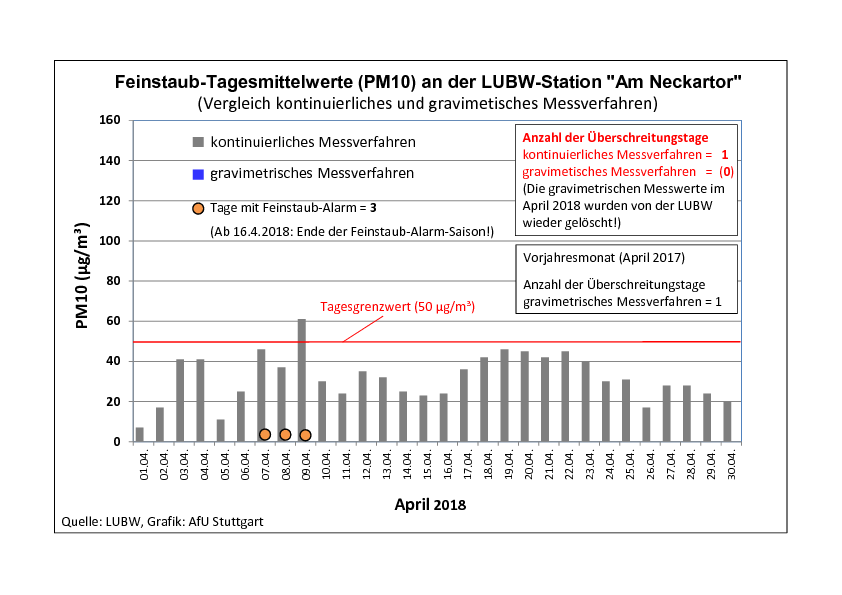 Feinstaub-Tagesmittelwerte (PM10) an der LUBW-Station "Am Neckartor"
(Vergleich kontinuierliches und gravimetisches Messverfahren)
PM10 (µg/m³)
160
140
120
100
80
60
40
20
0
kontinuierliches Messverfahren
gravimetrisches Messverfahren
Tage mit Feinstaub-Alarm = 3
(Ab 16.4.2018: Ende der Feinstaub-Alarm-Saison!)
Anzahl der Überschreitungstage
kontinuierliches Messverfahren = 1
gravimetisches Messverfahren = (0)
(Die gravimetrischen Messwerte im
April 2018 wurden von der LUBW
wieder gelöscht!)
Vorjahresmonat (April 2017)
Anzahl der Überschreitungstage
gravimetrisches Messverfahren = 1
Tagesgrenzwert (50 µg/m³)
01.04.
02.04.
03.04.
04.04.
05.04.
06.04.
07.04.
08.04.
09.04.
10.04.
11.04.
12.04.
13.04.
14.04.
15.04.
16.04.
17.04.
18.04.
19.04.
20.04.
21.04.
22.04.
23.04.
24.04.
25.04.
26.04.
27.04.
28.04.
29.04.
30.04.
April 2018
Quelle: LUBW, Grafik: AfU Stuttgart